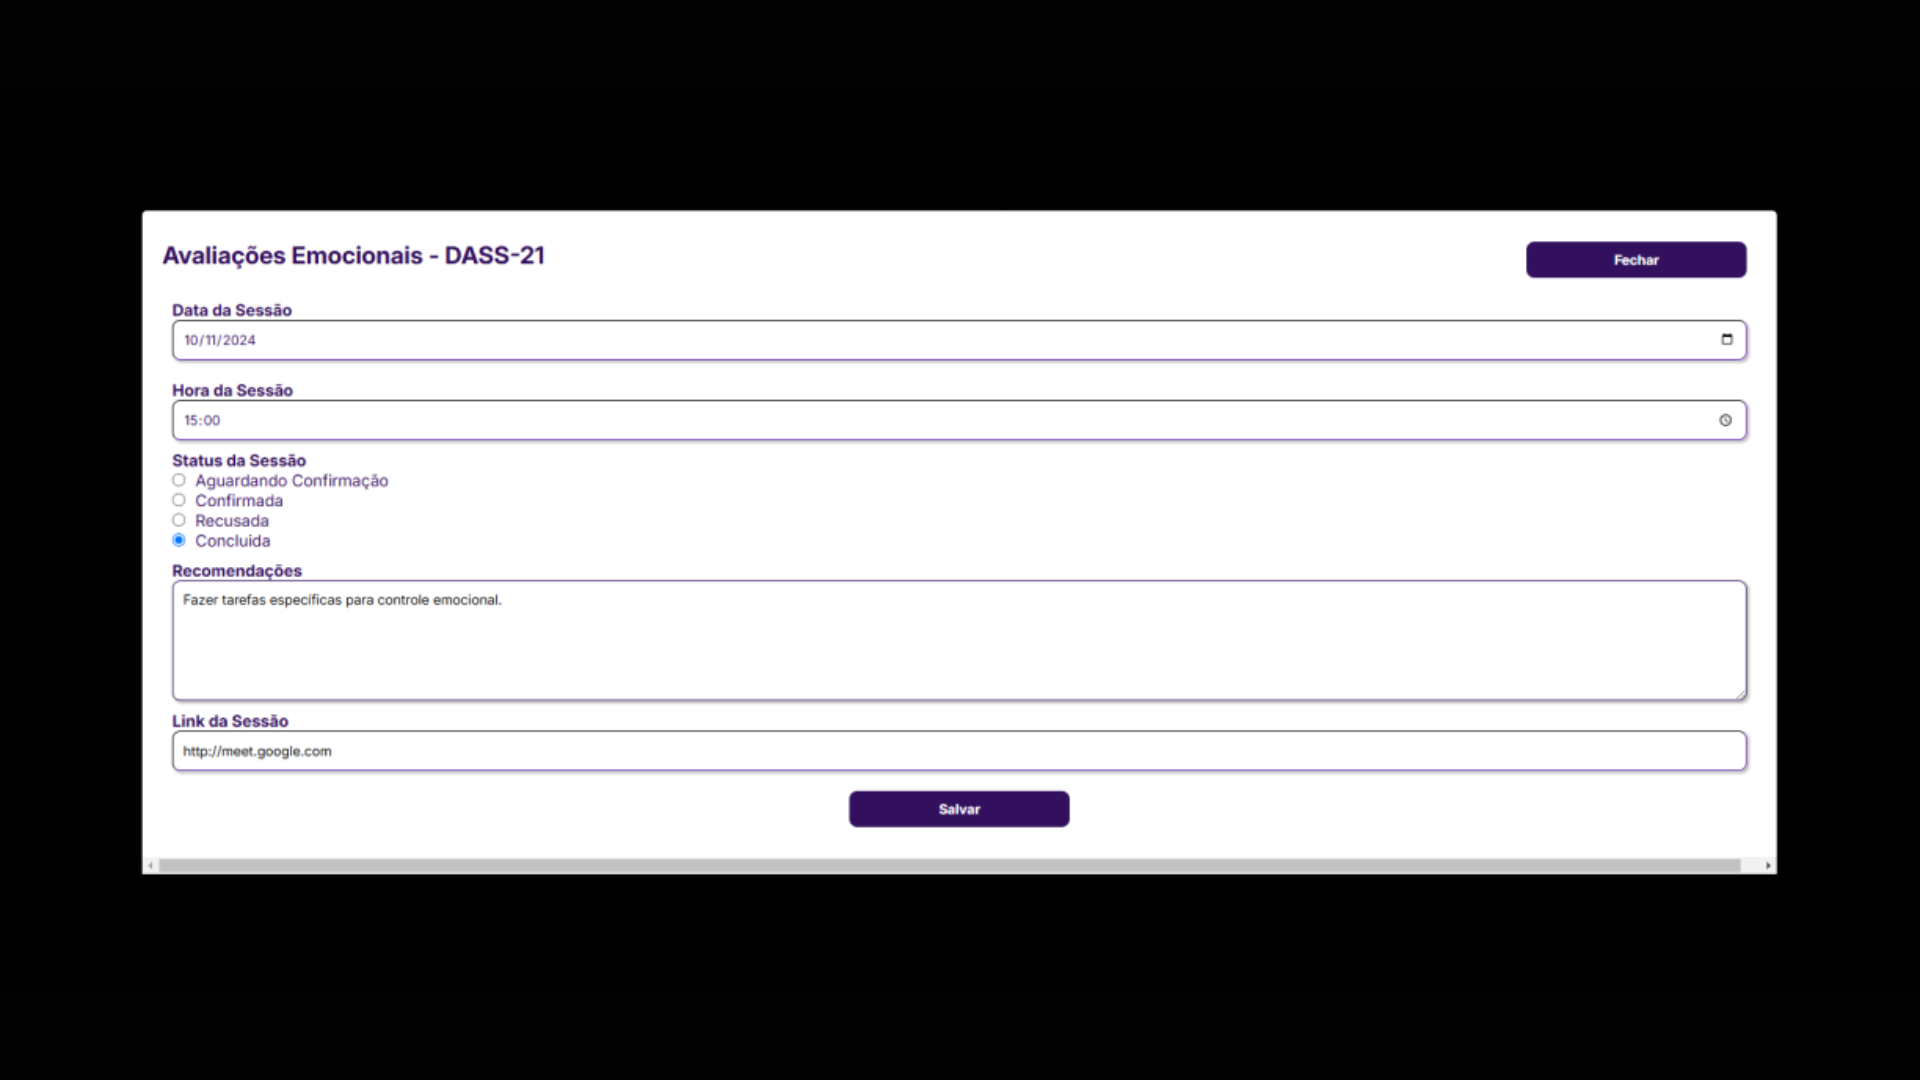 Avaliações Emocionais - DASS-21
Fechar
Data da Sessão
10/11/2024
Hora da Sessão
15:00
Status da Sessão
Aguardando Confirmação
Confirmada
Recusada
Concluida
Recomendações
Fazer tarefas específicas para controle emocional.
Link da Sessão
http://meet.google.com
Salvar